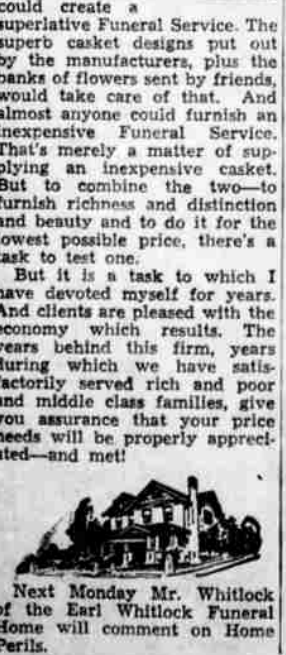 could create a
superlative Funeral Service. The
superb casket designs put out
by the manufacturers, plus the
banks of flowers sent by friends,
would take care of that. And
almost anyone could furnish an
inexpensive Funeral Service.
That's merely a matter of sup-
plying an inexpensive casket.
But to combine the two—to
furnish richness and distinction
and beauty and to do it for the
lowest possible price, there's a
task to test one.
But it is a task to which I
have devoted myself for years.
And clients are pleased with the
economy which results. The
years behind this firm, years
during which we have satis-
factorily served rich and poor
and middle class families, give
you assurance that your price
needs will be properly appreci-
ated—and met!
Next Monday Mr. Whitlock
of the Earl Whitlock Funeral
Home will comment on Home
Perils.